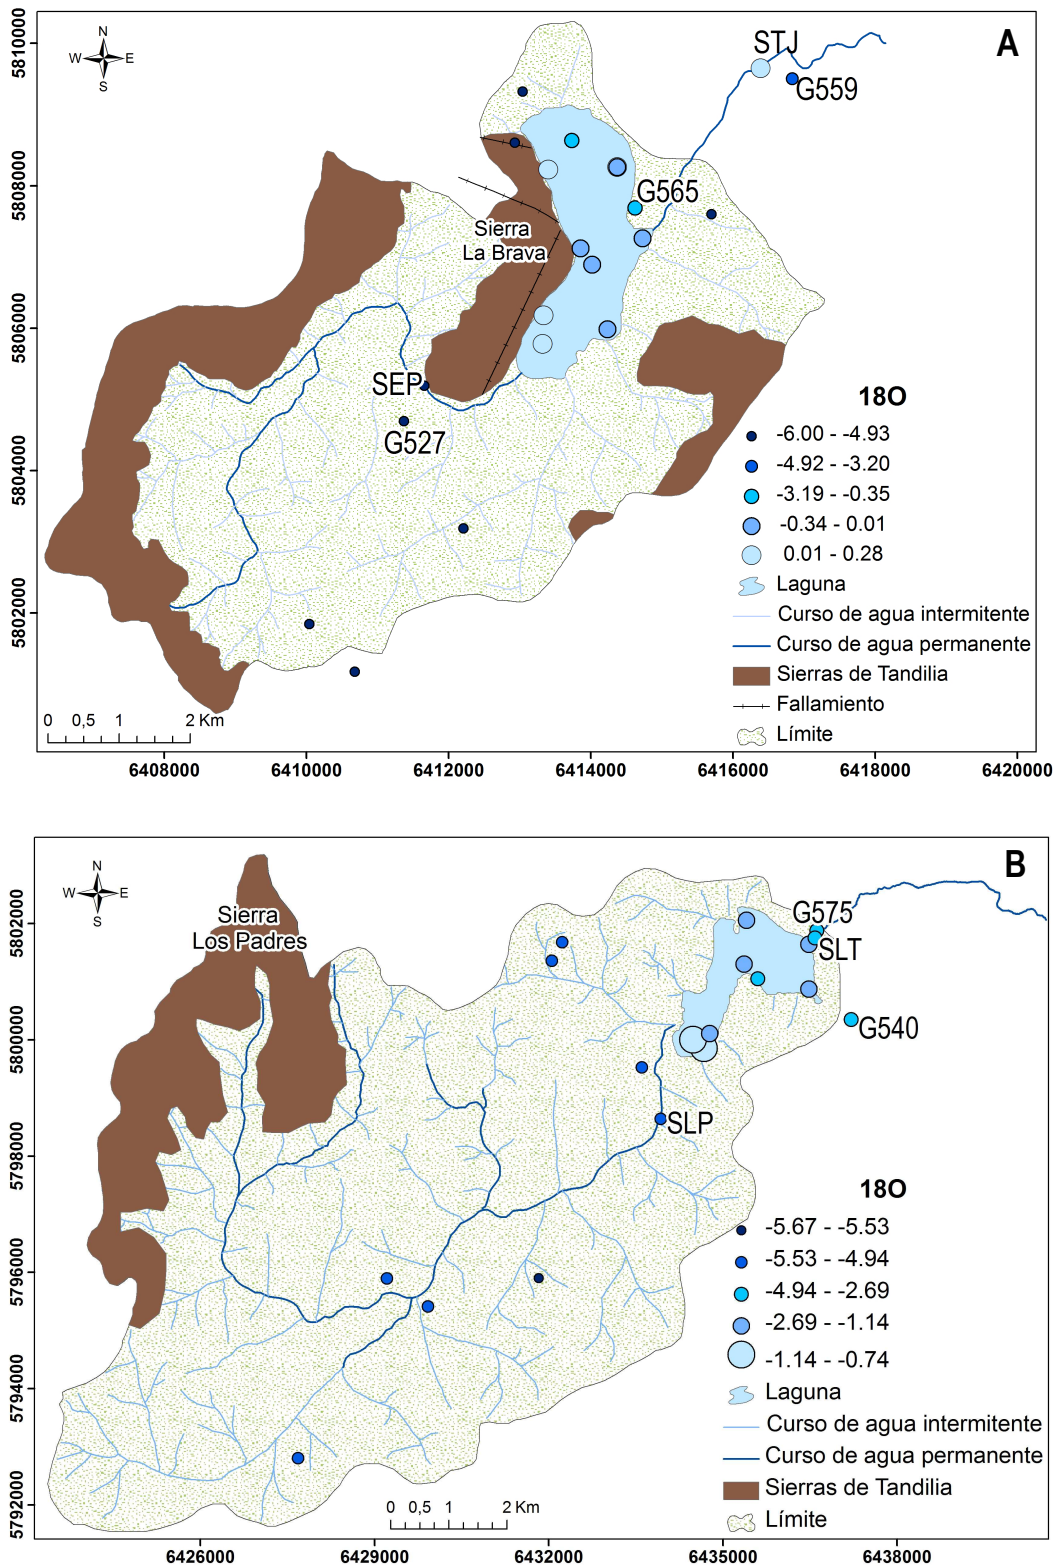 A
N
W E
S
5810000
5808000
5806000
5804000
5802000
STJ
G559
G565
Sierra
La Brava
SEP
G527
18O
-6.00 - -4.93
-4.92 - -3.20
-3.19 - -0.35
-0.34 - 0.01
0.01 - 0.28
Laguna
Curso de agua intermitente
Curso de agua permanente
Sierras de Tandilia
Fallamiento
Límite
0 0,5 1 2 Km
6408000 6410000 6412000 6414000 6416000 6418000 6420000
B
N
W E
S
5802000
5800000
5798000
5796000
5794000
5792000
Sierra
Los Padres
G575
SLT
G540
SLP
18O
-5.67 - -5.53
-5.53 - -4.94
-4.94 - -2.69
-2.69 - -1.14
-1.14 - -0.74
Laguna
Curso de agua intermitente
Curso de agua permanente
Sierras de Tandilia
Límite
0 0,5 1 2 Km
6426000 6429000 6432000 6435000 6438000